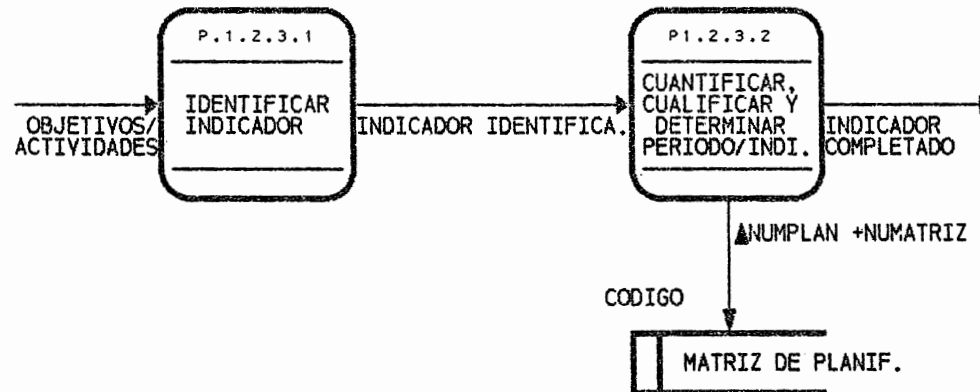 P.1.2.3.1
IDENTIFICAR
INDICADOR
OBJETIVOS/
ACTIVIDADES
INDICADOR IDENTIFICA.
P1.2.3.2
CUANTIFICAR,
CUALIFICAR Y
DETERMINAR
PERIODO/INDI.
INDICADOR
COMPLETADO
NUMPLAN +NUMATRIZ
CODIGO
MATRIZ DE PLANIF.